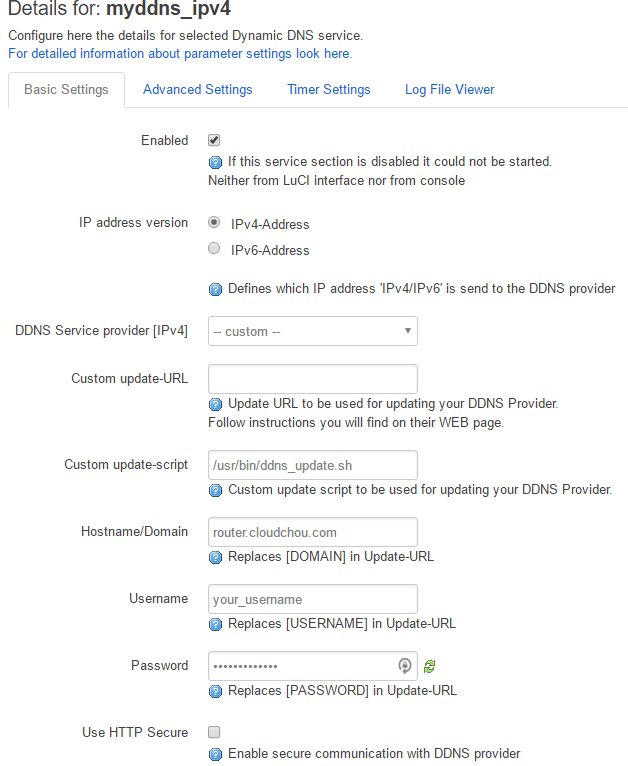 Details for: myddns_ipv4
Configure here the details for selected Dynamic DNS service.
For detailed information about parameter settings look here.
Basic Settings
Advanced Settings
Timer Settings
Log File Viewer
Enabled
If this service section is disabled it could not be started.
Neither from LuCI interface nor from console
IP address version
IPv4-Address
IPv6-Address
Defines which IP address 'IPv4/IPv6' is send to the DDNS provider
DDNS Service provider [IPv4]
-- custom --
Custom update-URL
Update URL to be used for updating your DDNS Provider.
Follow instructions you will find on their WEB page.
Custom update-script
/usr/bin/ddns_update.sh
Custom update script to be used for updating your DDNS Provider.
Hostname/Domain
router.cloudchou.com
Replaces [DOMAIN] in Update-URL
Username
your_username
Replaces [USERNAME] in Update-URL
Password
•••••••••••••
Replaces [PASSWORD] in Update-URL
Use HTTP Secure
Enable secure communication with DDNS provider